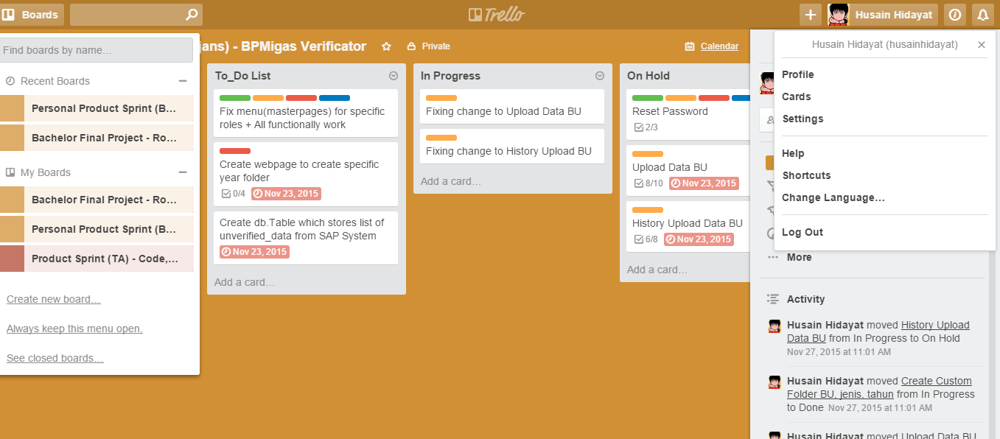 Boards
Trello
Husain Hidayat
Find boards by name…
Recent Boards
Personal Product Sprint (B…
Bachelor Final Project - Ro…
My Boards
Bachelor Final Project - Ro…
Personal Product Sprint (B…
Product Sprint (TA) - Code,…
Create new board…
Always keep this menu open.
See closed boards…
jans) - BPMigas Verificator
Private
Calendar
To_Do List
Fix menu(masterpages) for specific
roles + All functionally work
Create webpage to create specific
year folder
0/4 Nov 23, 2015
Create db.Table which stores list of
unverified_data from SAP System
Nov 23, 2015
Add a card…
In Progress
Fixing change to Upload Data BU
Fixing change to History Upload BU
Add a card…
On Hold
Reset Password
2/3
Upload Data BU
8/10 Nov 23, 2015
History Upload Data BU
6/8 Nov 23, 2015
Add a card…
Husain Hidayat (husainhidayat)
Profile
Cards
Settings
Help
Shortcuts
Change Language…
Log Out
More
Activity
Husain Hidayat moved History Upload
Data BU from In Progress to On Hold
Nov 27, 2015 at 11:01 AM
Husain Hidayat moved Create Custom
Folder BU, jenis, tahun from In Progress
to Done Nov 27, 2015 at 11:01 AM
Husain Hidayat moved Upload Data BU